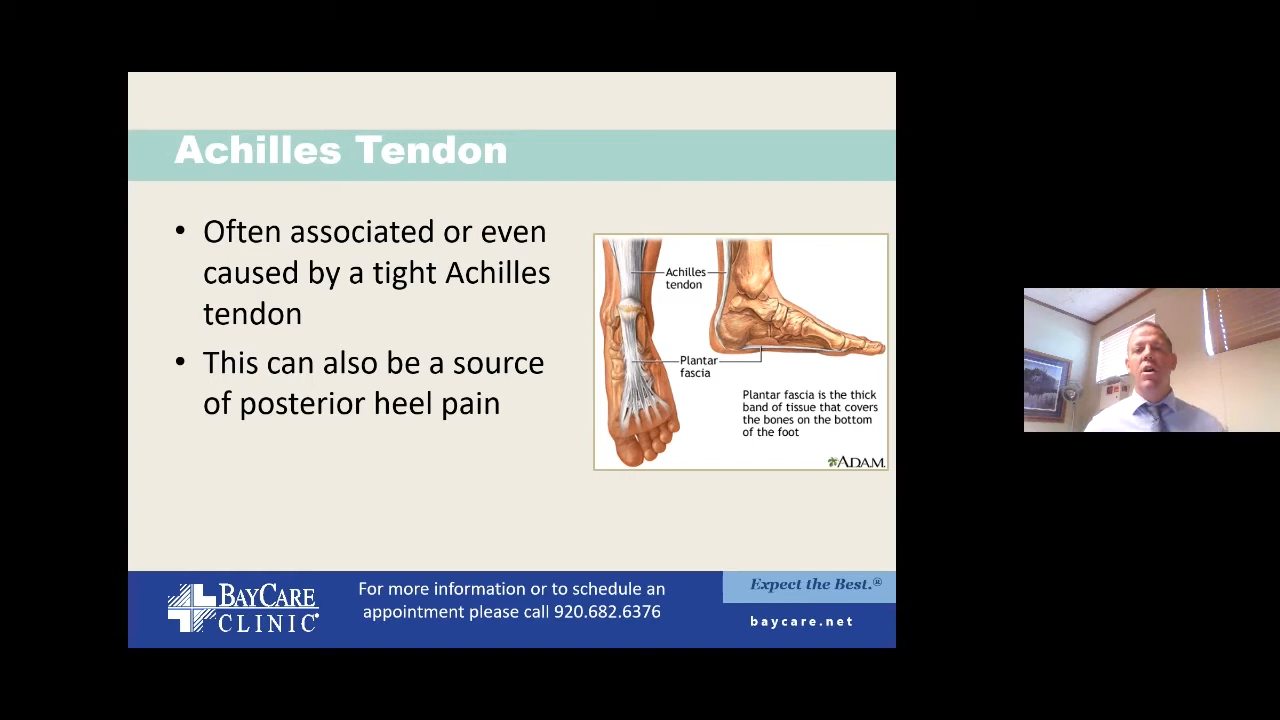 Achilles Tendon
• Often associated or even
caused by a tight Achilles
tendon
• This can also be a source
of posterior heel pain
Achilles
tendon
Plantar
fascia
Plantar fascia is the thick
band of tissue that covers
the bones on the bottom
of the foot
A.D.A.M.
BAYCARE
CLINIC®
For more information or to schedule an
appointment please call 920.682.6376
Expect the Best.®
baycare.net